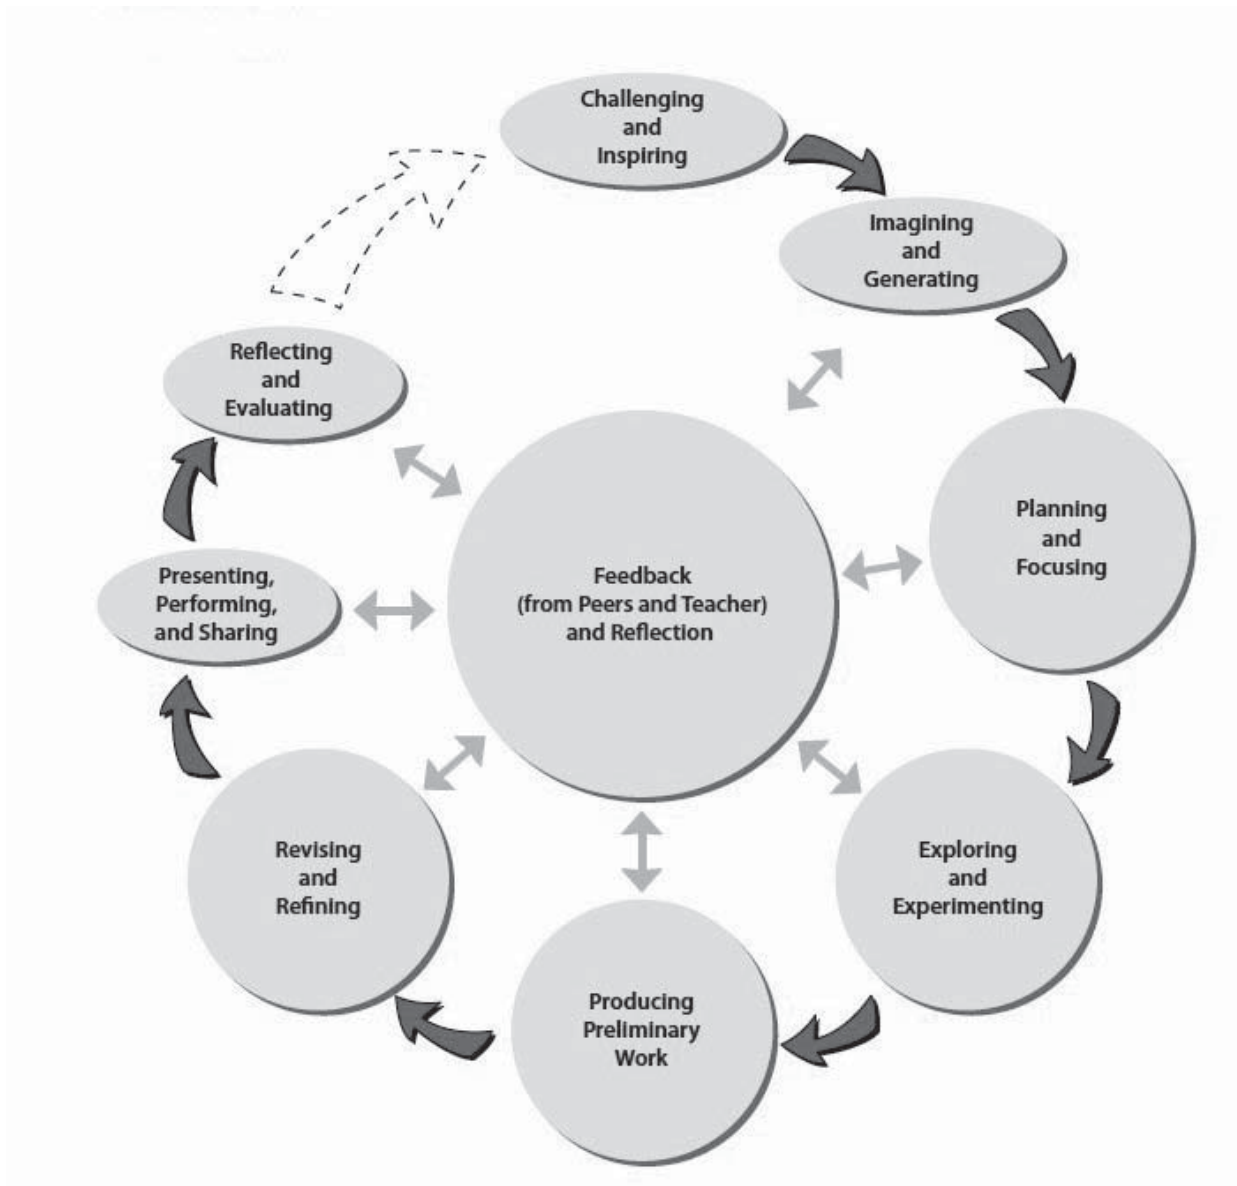 Challenging
and
Inspiring
Imagining
and
Generating
Reflecting
and
Evaluating
Planning
and
Focusing
Presenting,
Performing,
and Sharing
Feedback
(from Peers and Teacher)
and Reflection
Revising
and
Refining
Exploring
and
Experimenting
Producing
Preliminary
Work